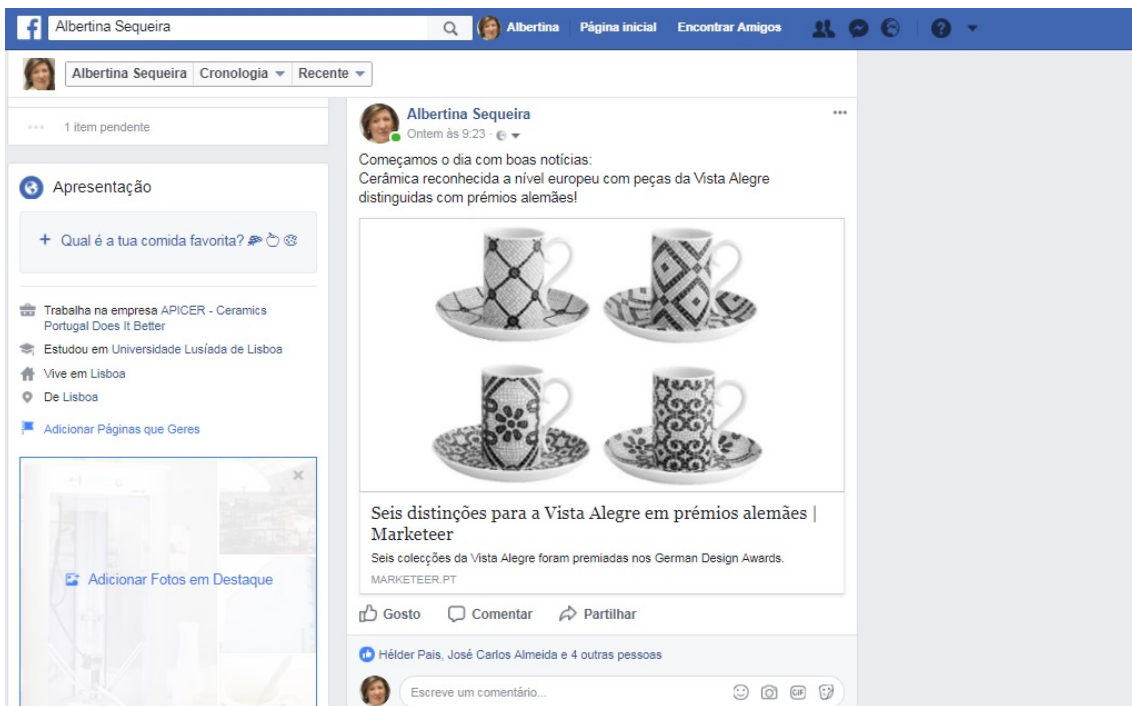 Albertina Sequeira
Albertina Página inicial Encontrar Amigos
Albertina Sequeira Cronologia Recente
1 item pendente
Apresentação
+ Qual é a tua comida favorita?
Trabalha na empresa APICER - Ceramics
Portugal Does It Better
Estudou em Universidade Lusíada de Lisboa
Vive em Lisboa
De Lisboa
Adicionar Páginas que Geres
Adicionar Fotos em Destaque
Albertina Sequeira
Ontem às 9:23
Começamos o dia com boas notícias:
Cerâmica reconhecida a nível europeu com peças da Vista Alegre
distinguidas com prémios alemães!
Seis distinções para a Vista Alegre em prémios alemães |
Marketeer
Seis colecções da Vista Alegre foram premiadas nos German Design Awards.
MARKETEER.PT
Gosto Comentar Partilhar
Hélder Pais, José Carlos Almeida e 4 outras pessoas
Escreve um comentário...
GIF